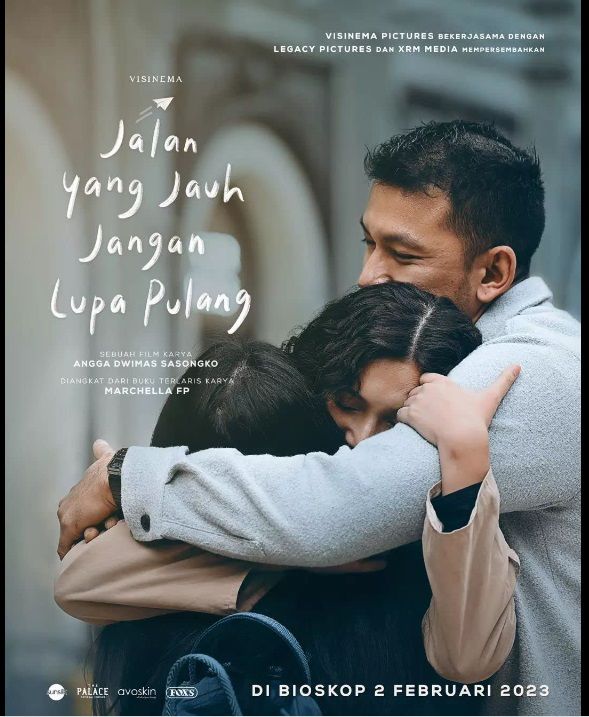 VISINEMA PICTURES BEKERJASAMA DENGAN
LEGACY PICTURES DAN XRM MEDIA MEMPERSEMBAHKAN
VISINEMA
Jalan
yang Jauh
Jangan
Lupa Pulang
SEBUAH FILM KARYA
ANGGA DWIMAS SASONGKO
DIANGKAT DARI BUKU TERLARIS KARYA
MARCHELLA FP
THE
PALACE
avoskin
FOX'S
DI BIOSKOP 2 FEBRUARI 2023